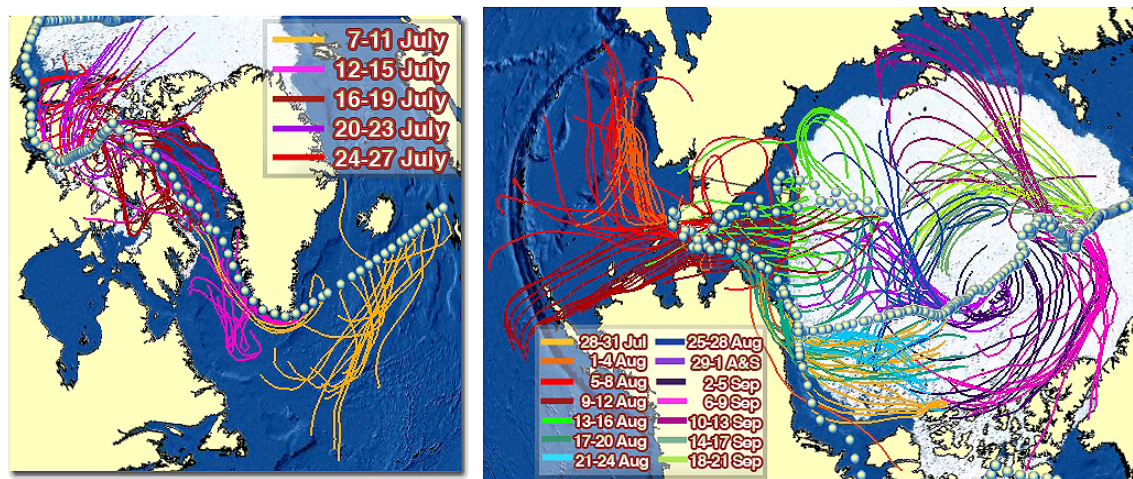 7-11 July
12-15 July
16-19 July
20-23 July
24-27 July
28-31 Jul
1-4 Aug
5-8 Aug
9-12 Aug
13-16 Aug
17-20 Aug
21-24 Aug
25-28 Aug
29-1 A&S
2-5 Sep
6-9 Sep
10-13 Sep
14-17 Sep
18-21 Sep